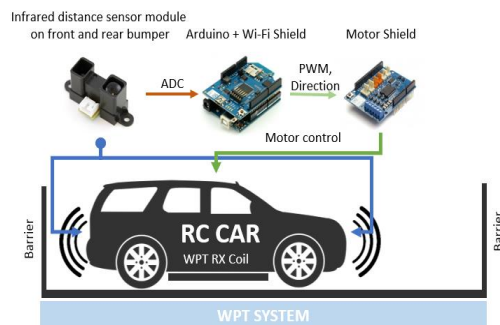 Infrared distance sensor module
on front and rear bumper
Arduino + Wi-Fi Shield
Motor Shield
ADC
PWM,
Direction
Motor control
Barrier
Barrier
RC CAR
WPT RX Coil
WPT SYSTEM